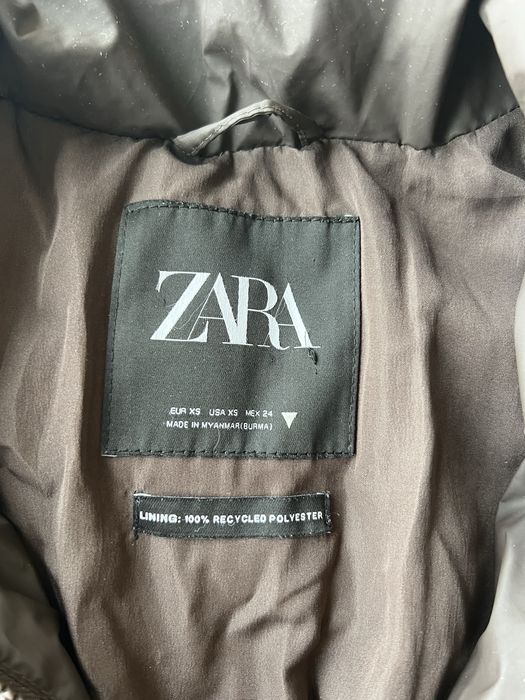 ZARA
EUR XS USA XS MEX 24
MADE IN MYANMAR(BURMA)
LINING: 100% RECYCLED POLYESTER